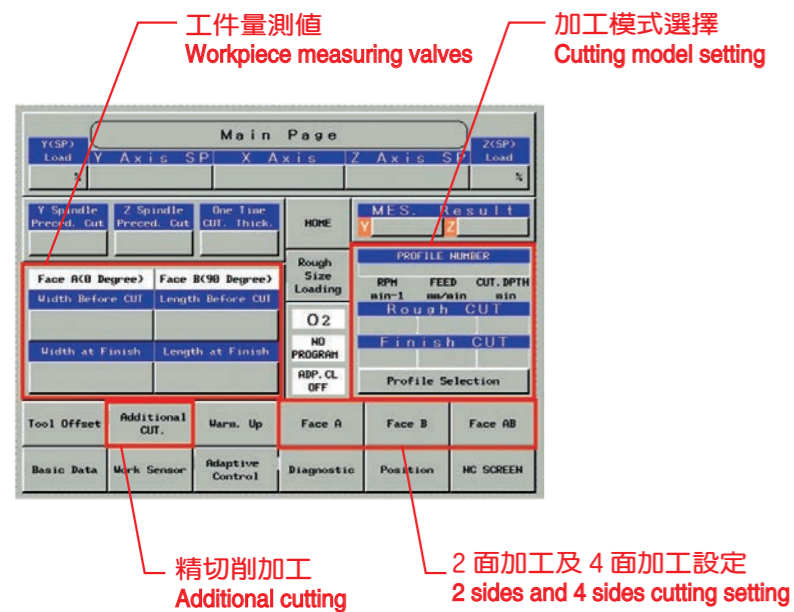 工件量測值
Workpiece measuring valves
加工模式選擇
Cutting model setting
Main Page
Y(SP)
Load
Y Axis SP
X Axis
Z Axis SP
Z(SP)
Load
%
%
Y Spindle
Preced. Cut
Z Spindle
Preced. Cut
One Time
CUT. Thick.
HOME
MES. Result
Y
Z
Rough
Size
Loading
PROFILE NUMBER
RPM FEED CUT.DPTH
min-1 mm/min min
Rough CUT
Finish CUT
Profile Selection
Face A(0 Degree)
Face B(90 Degree)
Width Before CUT
Length Before CUT
Width at Finish
Length at Finish
O2
NO
PROGRAM
ADP.CL
OFF
Tool Offset
Additional
CUT.
Warm. Up
Face A
Face B
Face AB
Basic Data
Work Sensor
Adaptive
Control
Diagnostic
Position
NC SCREEN
精切削加工
Additional cutting
2 面加工及 4 面加工設定
2 sides and 4 sides cutting setting